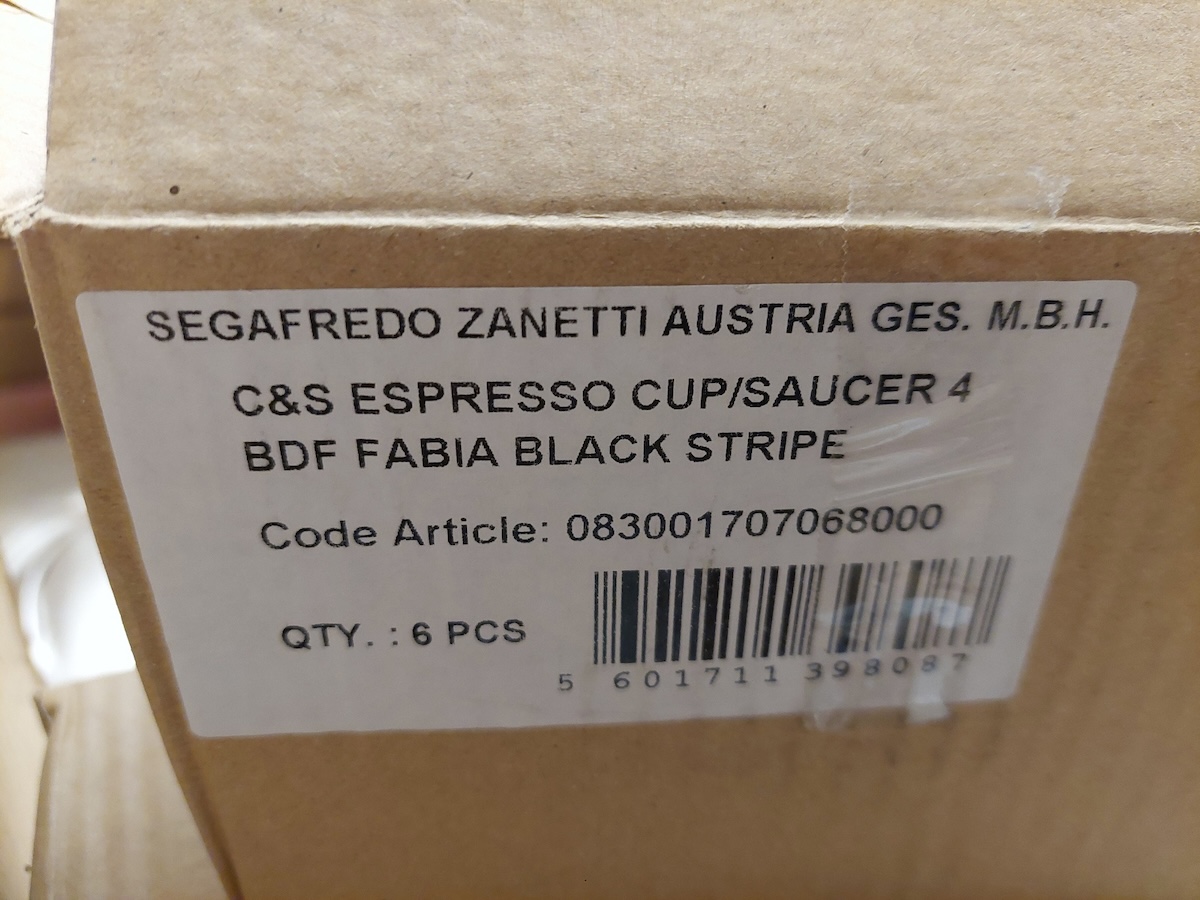 SEGAFREDO ZANETTI AUSTRIA GES. M.B.H.
C&S ESPRESSO CUP/SAUCER 4
BDF FABIA BLACK STRIPE
Code Article: 083001707068000
QTY. : 6 PCS
5 601711 398087